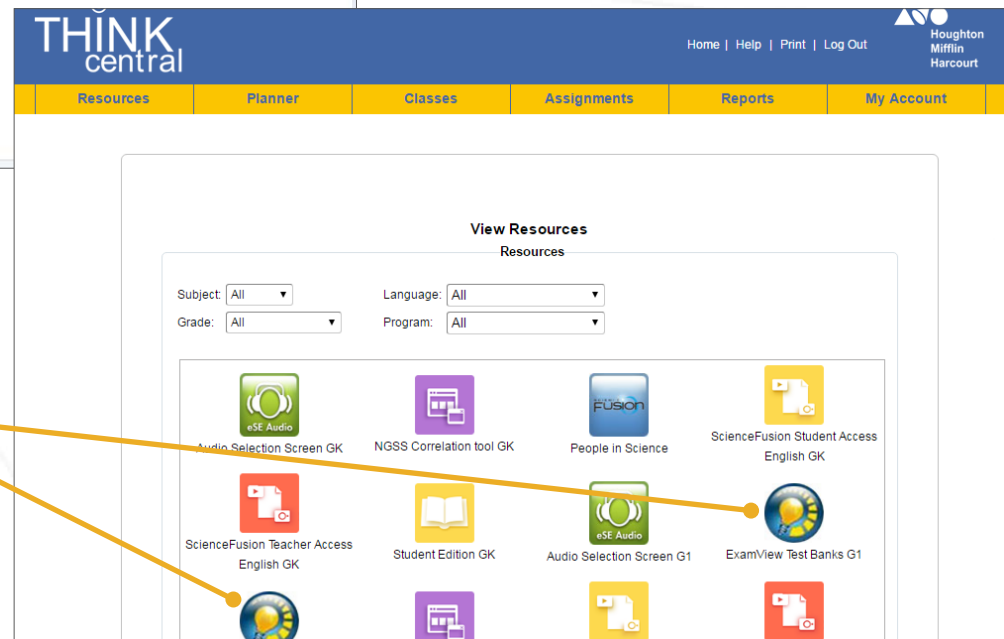 THINK
central
Home | Help | Print | Log Out
Houghton
Mifflin
Harcourt
Resources Planner Classes Assignments Reports My Account
View Resources
Resources
Subject: All Language: All
Grade: All Program: All
eSE Audio
Audio Selection Screen GK
NGSS Correlation tool GK
SCIENCE
FUSION
People in Science
ScienceFusion Student Access
English GK
ScienceFusion Teacher Access
English GK
Student Edition GK
eSE Audio
Audio Selection Screen G1
ExamView Test Banks G1